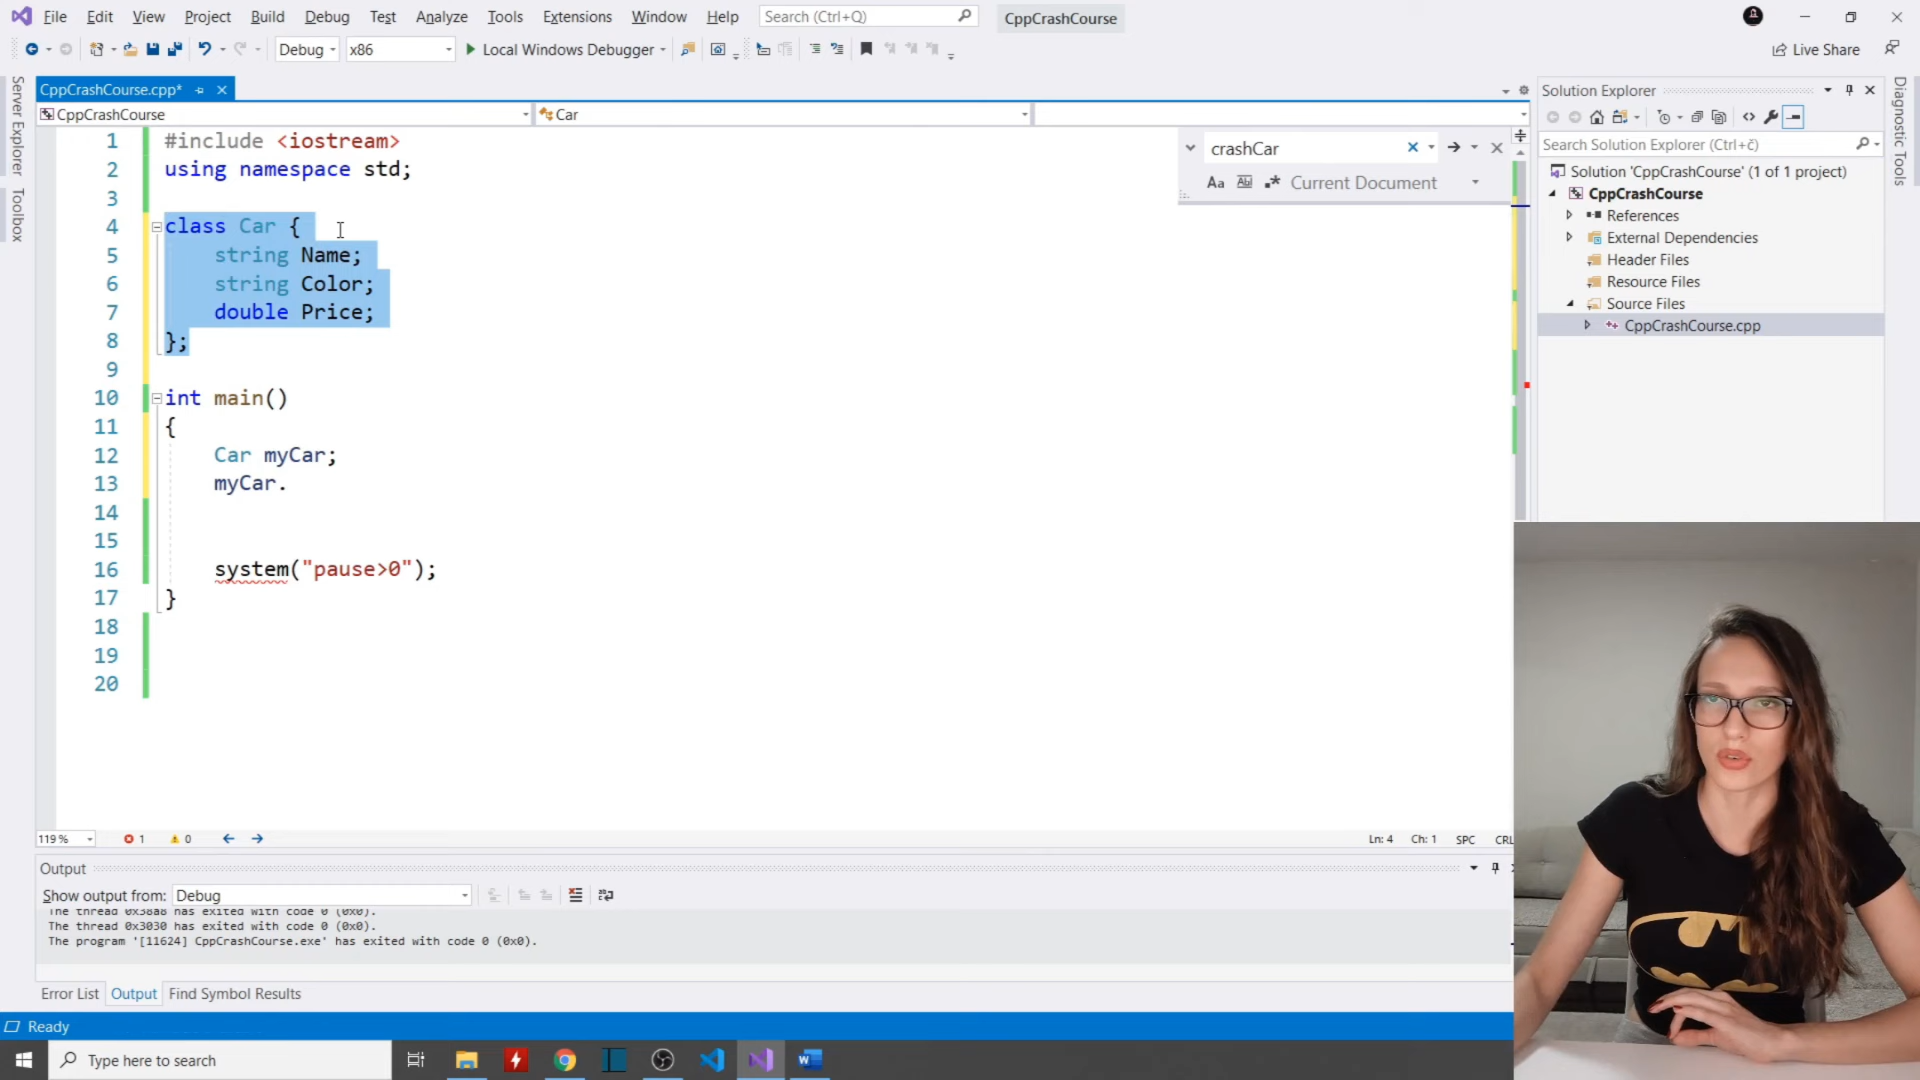 File Edit View Project Build Debug Test Analyze Tools Extensions Window Help Search (Ctrl+Q) CppCrashCourse
Debug x86 Local Windows Debugger Live Share
Server Explorer
Toolbox
CppCrashCourse.cpp*
CppCrashCourse Car
1 #include <iostream>
2 using namespace std;
3
4 class Car {
5 string Name;
6 string Color;
7 double Price;
8 };
9
10 int main()
11 {
12 Car myCar;
13 myCar.
14
15
16 system("pause>0");
17 }
18
19
20
crashCar
Aa Ab Current Document
Solution Explorer
Search Solution Explorer (Ctrl+č)
Solution 'CppCrashCourse' (1 of 1 project)
CppCrashCourse
References
External Dependencies
Header Files
Resource Files
Source Files
CppCrashCourse.cpp
Diagnostic Tools
119 % 1 0 Ln: 4 Ch: 1 SPC CRL
Output
Show output from: Debug
The thread 0x38a8 has exited with code 0 (0x0).
The thread 0x3030 has exited with code 0 (0x0).
The program '[11624] CppCrashCourse.exe' has exited with code 0 (0x0).
Error List Output Find Symbol Results
Ready
Type here to search